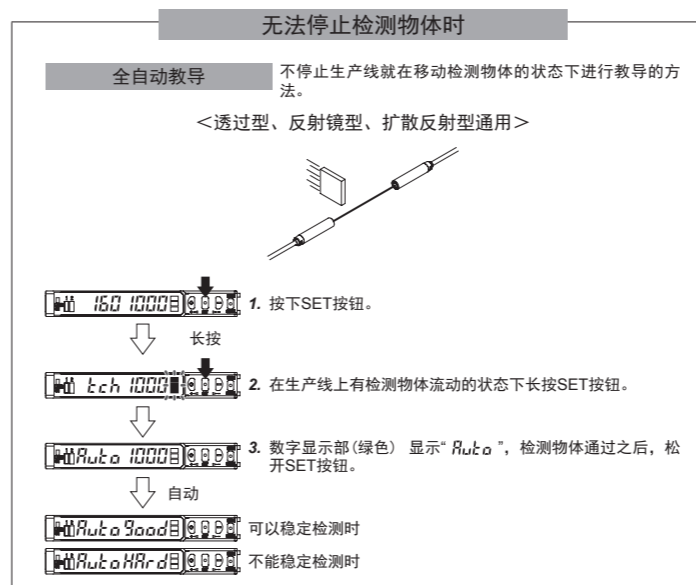 无法停止检测物体时
全自动教导
不停止生产线就在移动检测物体的状态下进行教导的方
法。
<透过型、反射镜型、扩散反射型通用>
160 1000
1. 按下SET按钮。
长按
tch 1000
2. 在生产线上有检测物体流动的状态下长按SET按钮。
Auto 1000
3. 数字显示部(绿色) 显示“ Auto ”，检测物体通过之后，松
开SET按钮。
自动
Auto good
可以稳定检测时
Auto HArd
不能稳定检测时